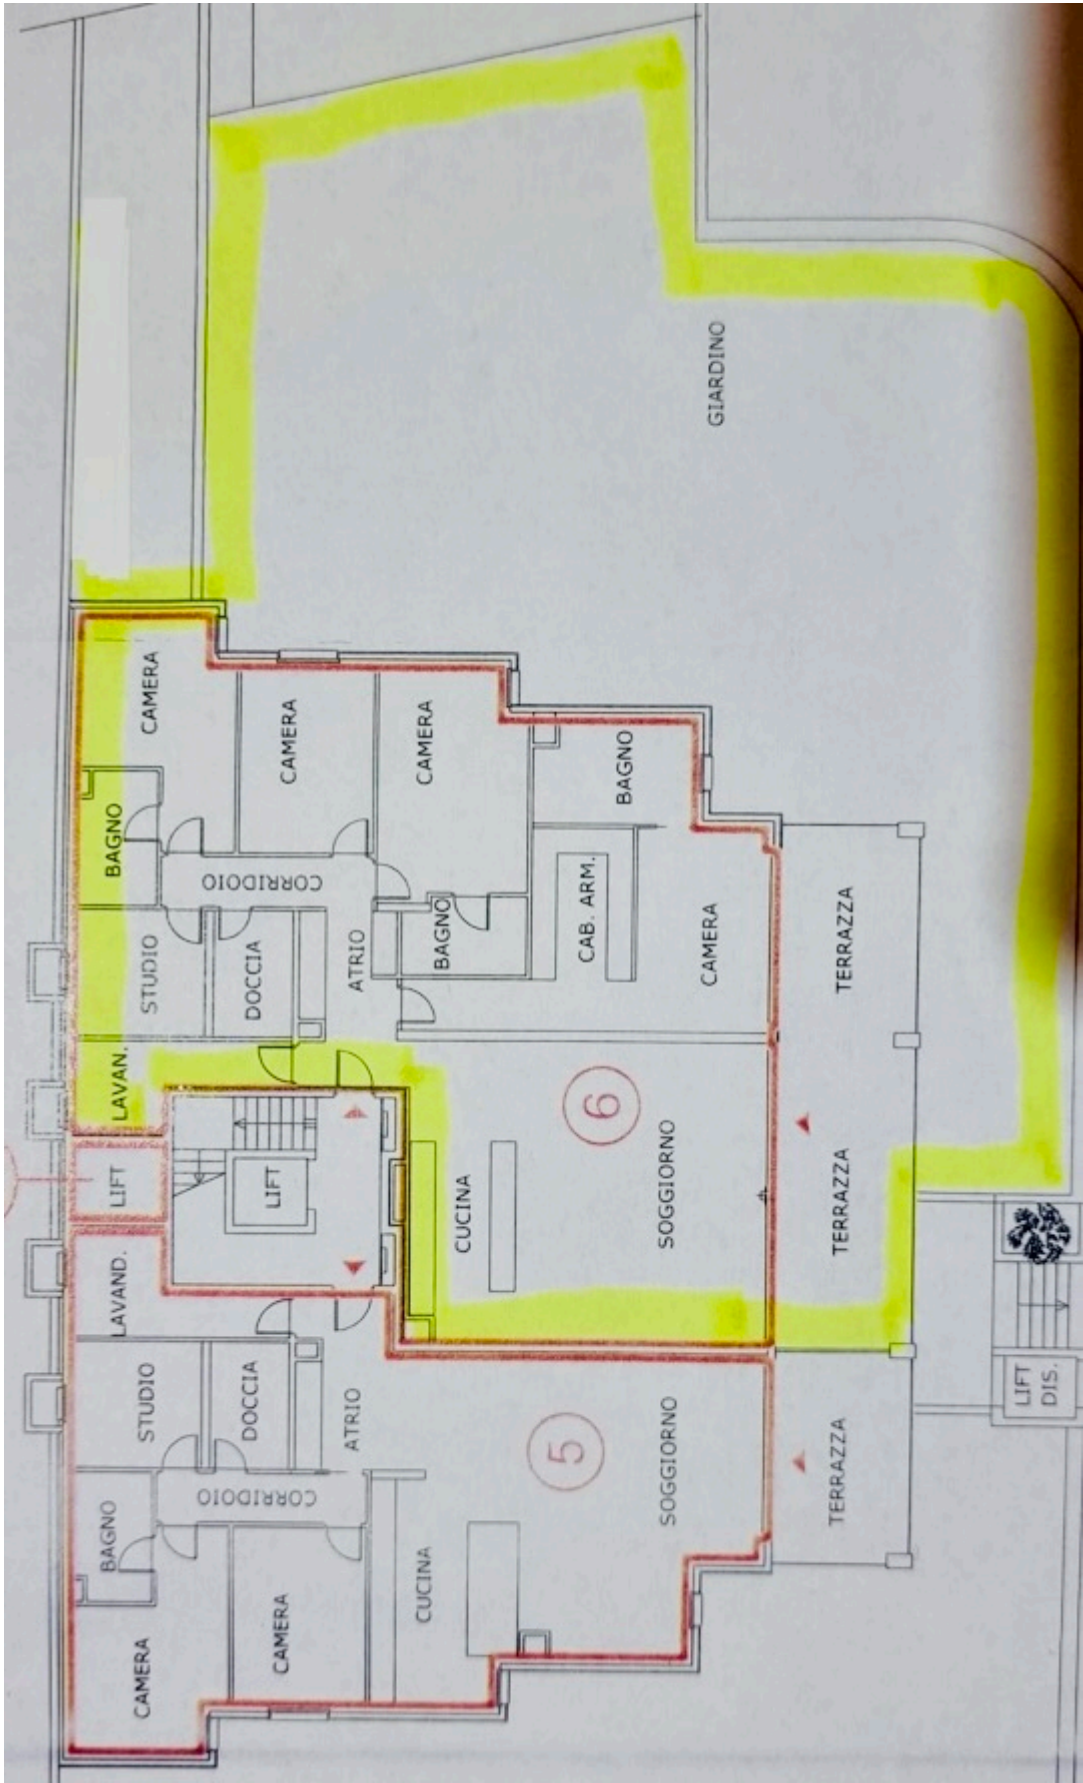 GIARDINO
CAMERA
CAMERA
CAMERA
BAGNO
BAGNO
CORRIDOIO
STUDIO
DOCCIA
ATRIO
BAGNO
CAB. ARM.
CAMERA
TERRAZZA
LAVAN.
6
CUCINA
SOGGIORNO
TERRAZZA
LIFT
LIFT
LAVAND.
STUDIO
DOCCIA
ATRIO
5
SOGGIORNO
TERRAZZA
LIFT
DIS.
BAGNO
CORRIDOIO
CUCINA
CAMERA
CAMERA